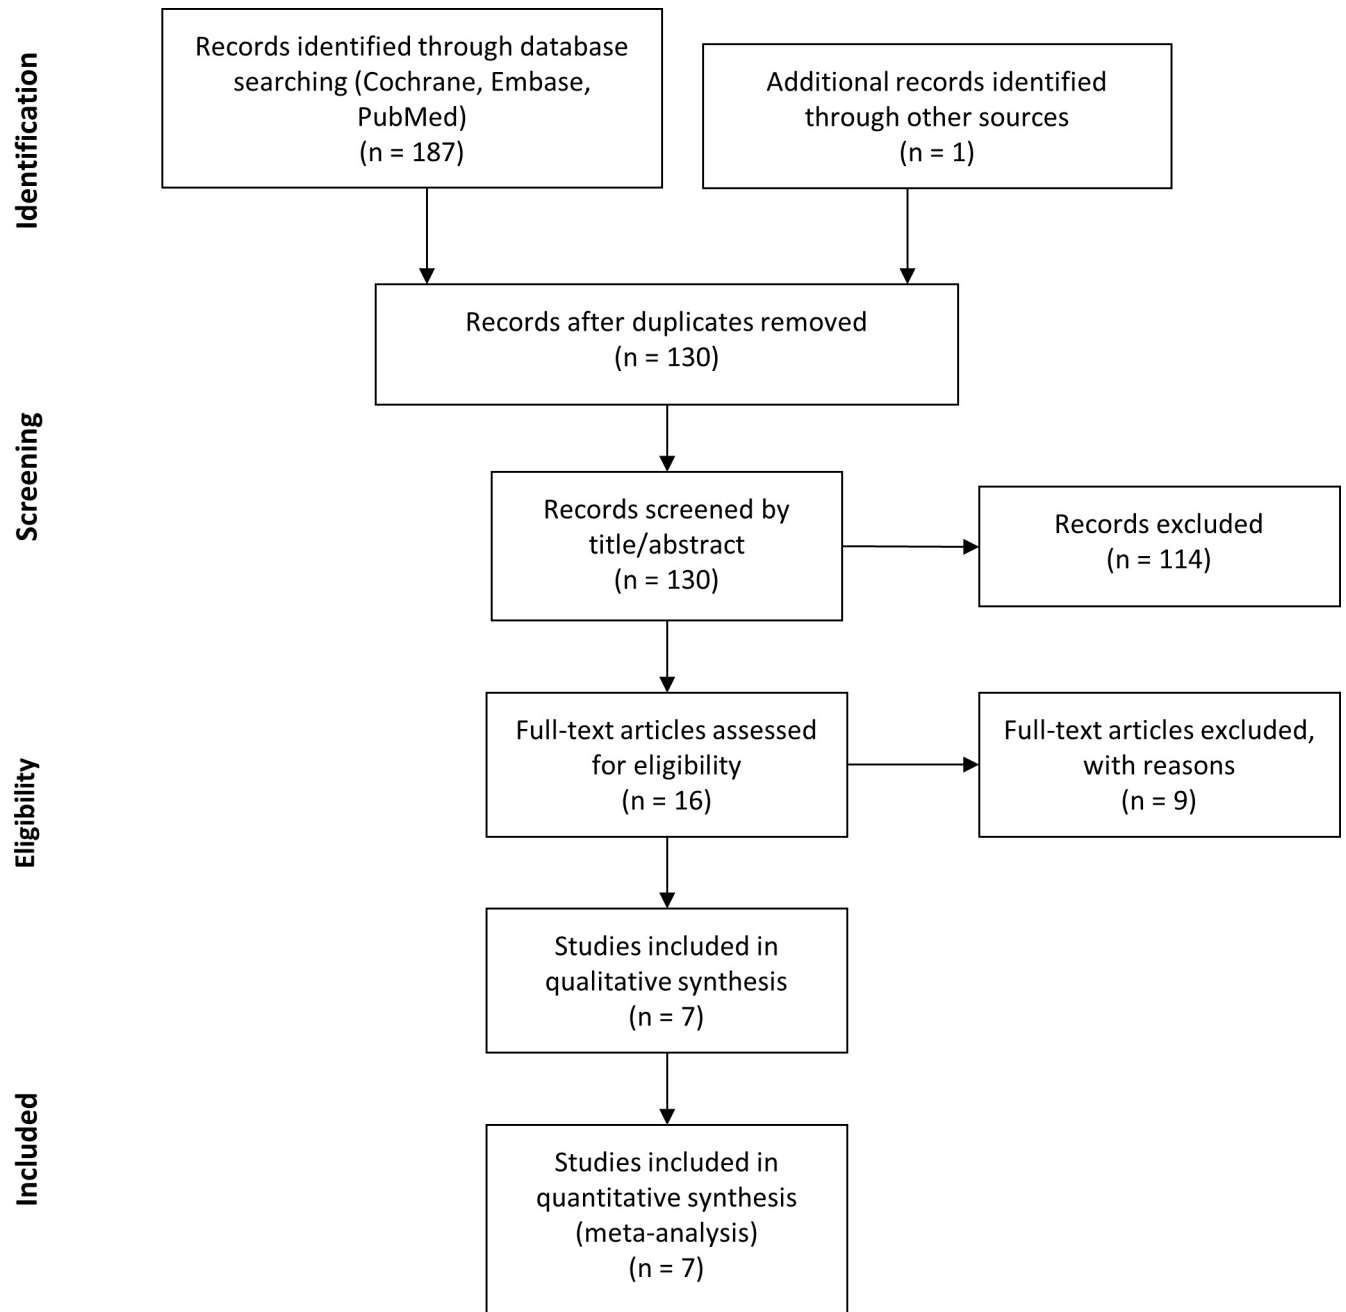 Identification
Records identified through database
searching (Cochrane, Embase,
PubMed)
(n = 187)
Additional records identified
through other sources
(n = 1)
Records after duplicates removed
(n = 130)
Screening
Records screened by
title/abstract
(n = 130)
Records excluded
(n = 114)
Eligibility
Full-text articles assessed
for eligibility
(n = 16)
Full-text articles excluded,
with reasons
(n = 9)
Studies included in
qualitative synthesis
(n = 7)
Included
Studies included in
quantitative synthesis
(meta-analysis)
(n = 7)